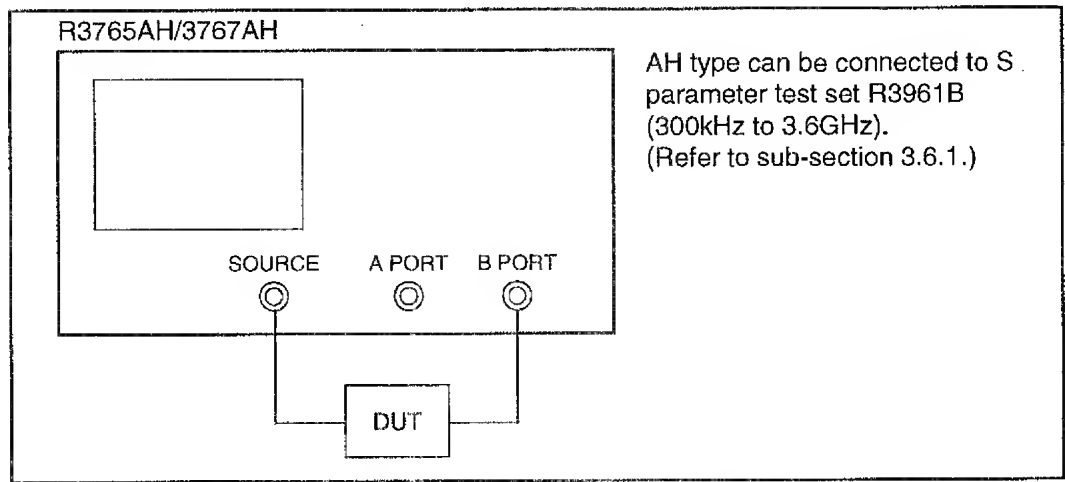 R3765AH/3767AH
AH type can be connected to S
parameter test set R3961B
(300kHz to 3.6GHz).
(Refer to sub-section 3.6.1.)
SOURCE A PORT B PORT
DUT